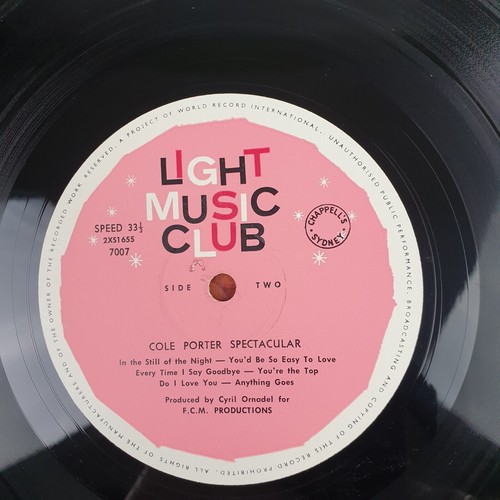 LIGHT
MUSIC
CLUB
SPEED 33⅓
2XS1655
7007
CHAPPELL'S
SYDNEY
SIDE TWO
COLE PORTER SPECTACULAR
In the Still of the Night — You'd Be So Easy To Love
Every Time I Say Goodbye — You're the Top
Do I Love You — Anything Goes
Produced by Cyril Ornadel for
F.C.M. PRODUCTIONS
ALL RIGHTS OF THE MANUFACTURERS AND OF THE OWNER OF THE RECORDED WORK RESERVED. A PROJECT OF WORLD RECORD INTERNATIONAL. UNAUTHORISED PUBLIC PERFORMANCE, BROADCASTING AND COPYING OF THIS RECORD PROHIBITED.